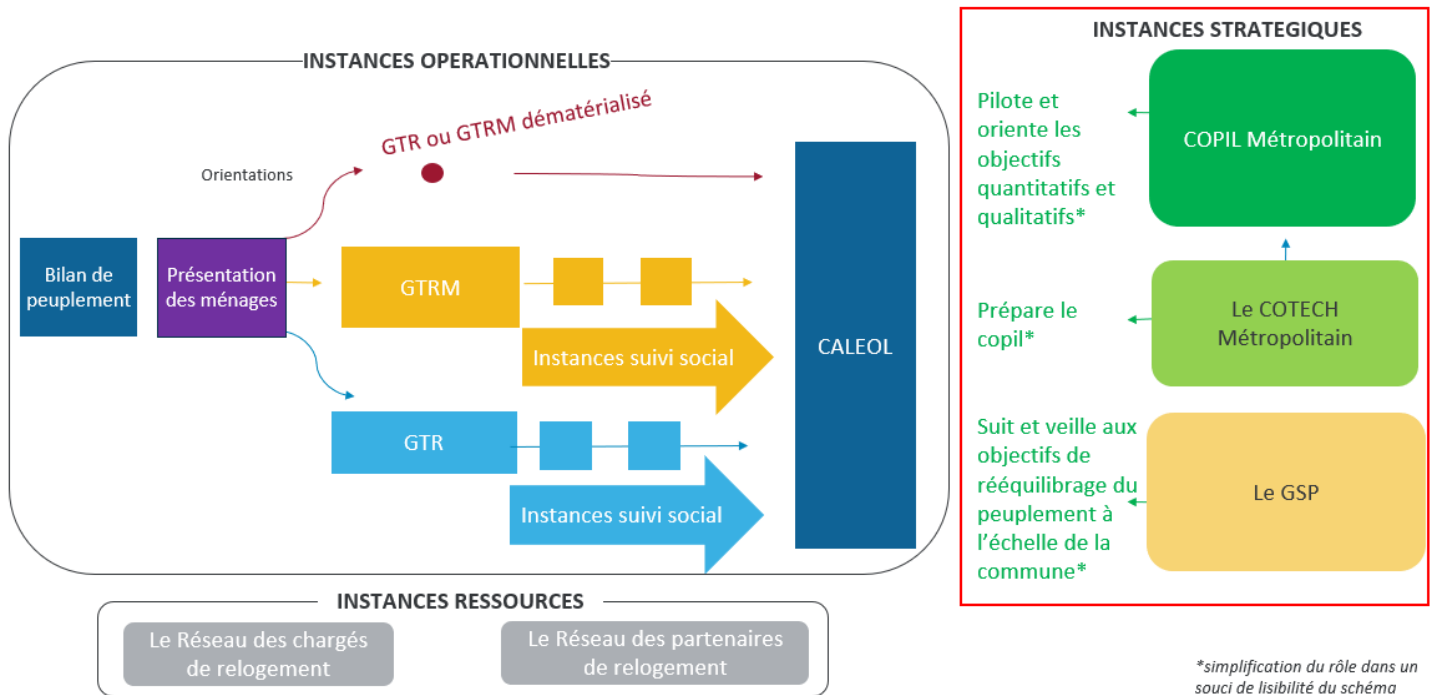 INSTANCES OPERATIONNELLES
GTR ou GTRM dématérialisé
Orientations
Bilan de
peuplement
Présentation
des ménages
GTRM
Instances suivi social
GTR
Instances suivi social
CALEOL
INSTANCES RESSOURCES
Le Réseau des chargés
de relogement
Le Réseau des partenaires
de relogement
INSTANCES STRATEGIQUES
Pilote et
oriente les
objectifs
quantitatifs et
qualitatifs*
COPIL Métropolitain
Prépare le
copil*
Le COTECH
Métropolitain
Suit et veille aux
objectifs de
rééquilibrage du
peuplement à
l’échelle de la
commune*
Le GSP
*simplification du rôle dans un
souci de lisibilité du schéma